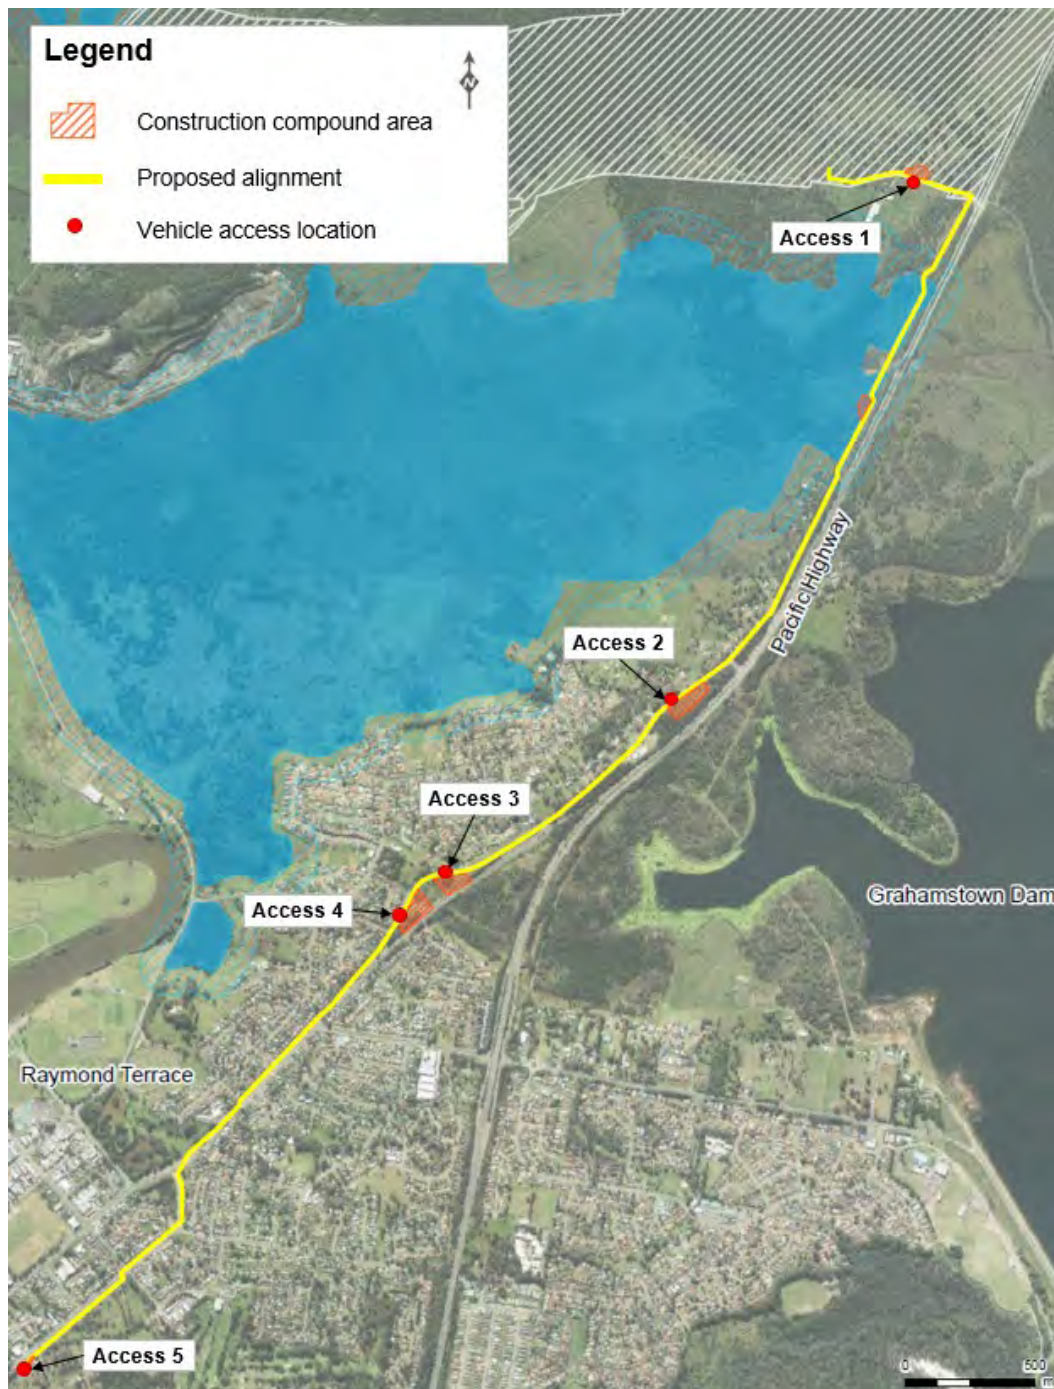 Legend
N
Construction compound area
Proposed alignment
Vehicle access location
Access 1
Pacific Highway
Access 2
Access 3
Grahamstown Dam
Access 4
Raymond Terrace
Access 5
0 500
m